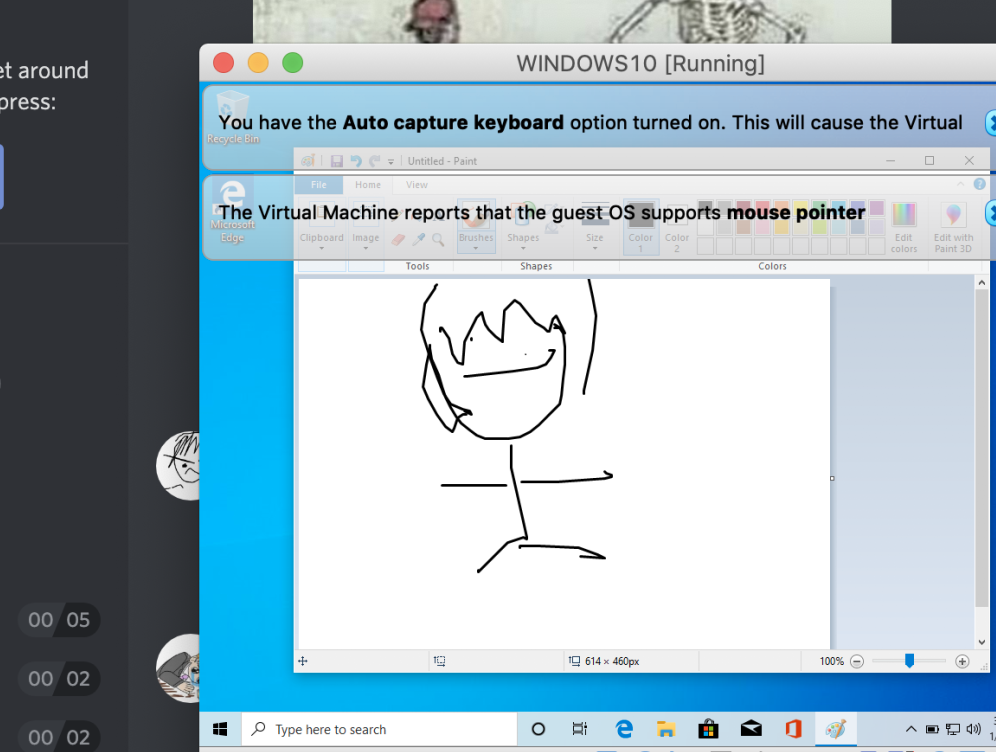 et around
press:
WINDOWS10 [Running]
You have the Auto capture keyboard option turned on. This will cause the Virtual
Recycle Bin
Untitled - Paint
File Home View
The Virtual Machine reports that the guest OS supports mouse pointer
Microsoft
Edge
Clipboard Image Brushes Shapes Size Color
1 Color
2 Edit
colors Edit with
Paint 3D
Tools Shapes Colors
00 05
00 02
00 02
614 × 460px
100%
Type here to search